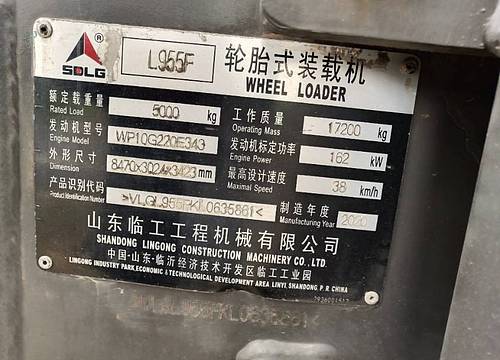 SDLG ®
L955F
轮胎式装载机
WHEEL LOADER
额定载重量 5000 kg 工作质量 17200 kg
Rated Load Operating Mass
发动机型号 WP10G220E343 发动机标定功率 162 kW
Engine Model Engine Power
外形尺寸 8470x3024x3423 mm 最高设计速度 38 km/h
Dimension Maximal Speed
产品识别代码 >VLGL955FKL0635881< 制造年度 2020
Product Identification Number Manufacturing Year
山东临工工程机械有限公司
SHANDONG LINGONG CONSTRUCTION MACHINERY CO., LTD.
中国·山东·临沂经济技术开发区临工工业园
LINGONG INDUSTRY PARK,ECONOMIC & TECHNOLOGICAL DEVELOPMENT AREA LINYI, SHANDONG P. R CHINA